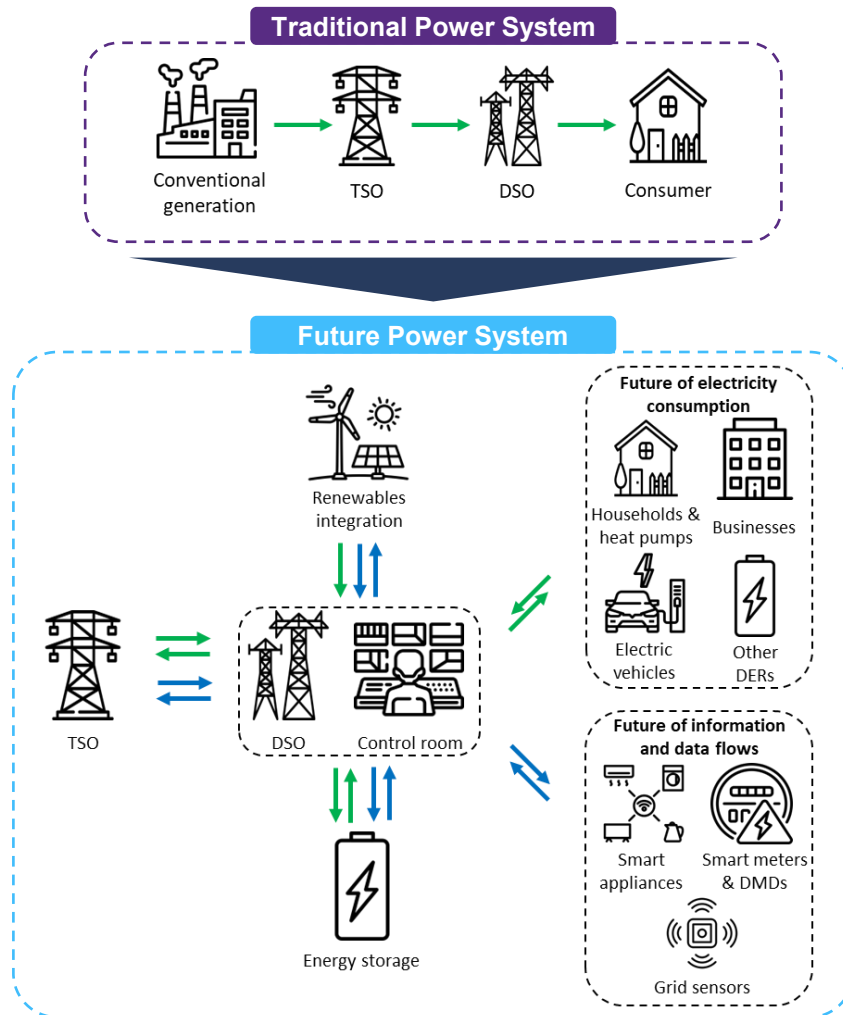 Traditional Power System
Conventional
generation
TSO
DSO
Consumer
Future Power System
Renewables
integration
Future of electricity
consumption
Households &
heat pumps
Businesses
Electric
vehicles
Other
DERs
TSO
DSO
Control room
Future of information
and data flows
Smart
appliances
Smart meters
& DMDs
Grid sensors
Energy storage